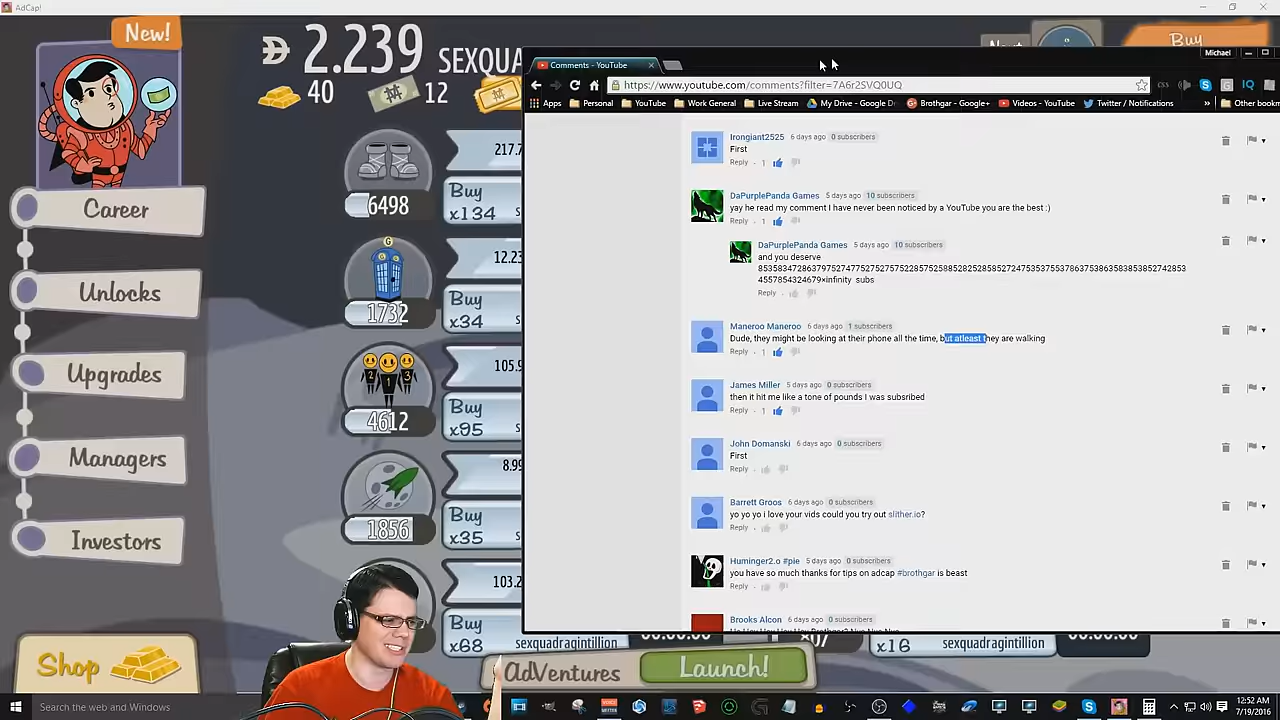 AdCap!
New!
2.239 SEXQUA
40
12
Next
Buy
Career
Unlocks
Upgrades
Managers
Investors
Shop
6498
217.7
Buy
x134
1732
12.23
Buy
x34
4612
105.9
Buy
x95
1856
8.99
Buy
x35
103.2
Buy
x68
sexquadragintillion
x16
sexquadragintillion
AdVentures
Launch!
Michael
Comments - YouTube
https://www.youtube.com/comments?filter=7A6r2SVQ0UQ
Apps Personal YouTube Work General Live Stream My Drive - Google D Brothgar - Google+ Videos - YouTube Twitter / Notifications » Other bookm
Irongiant2525 6 days ago 0 subscribers
First
Reply · 1
DaPurplePanda Games 5 days ago 10 subscribers
yay he read my comment I have never been noticed by a YouTube you are the best :)
Reply · 1
DaPurplePanda Games 5 days ago 10 subscribers
and you deserve
4557854324679×infinity subs
Reply ·
Maneroo Maneroo 6 days ago 1 subscribers
Dude, they might be looking at their phone all the time, but atleast they are walking
Reply · 1
James Miller 5 days ago 0 subscribers
then it hit me like a tone of pounds I was subsribed
Reply · 1
John Domanski 6 days ago 0 subscribers
First
Reply ·
Barrett Groos 6 days ago 0 subscribers
yo yo yo i love your vids could you try out slither.io?
Reply ·
Huminger2.o #pie 5 days ago 0 subscribers
you have so much thanks for tips on adcap #brothgar is beast
Reply ·
Brooks Alcon 6 days ago 0 subscribers
Search the web and Windows
12:52 AM
7/19/2016